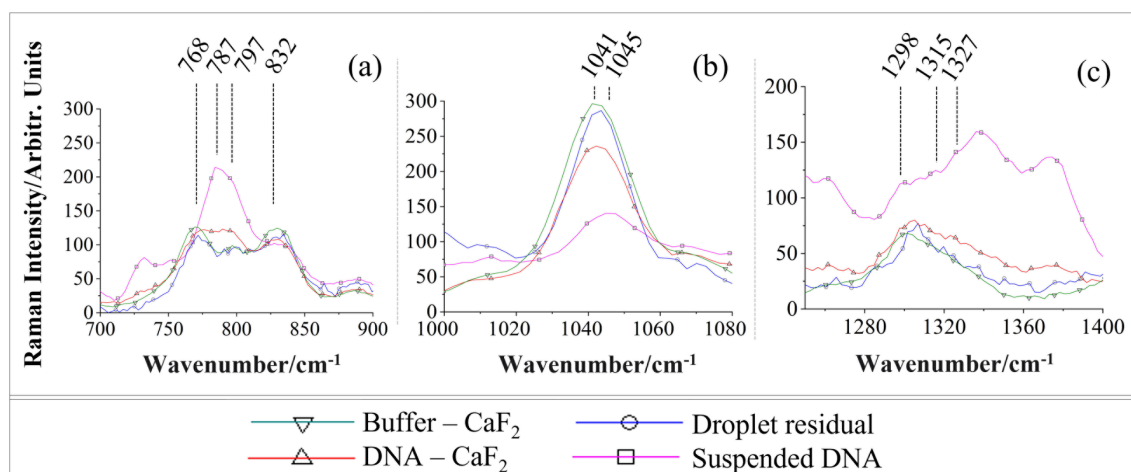 768 787 797 832
(a)
1041 1045
(b)
1298 1315 1327
(c)
Raman Intensity/Arbitr. Units
300
250
200
150
100
50
0
700 750 800 850 900
Wavenumber/cm-1
300
250
200
150
100
50
0
1000 1020 1040 1060 1080
Wavenumber/cm-1
200
150
100
50
0
1280 1320 1360 1400
Wavenumber/cm-1
Buffer – CaF2
Droplet residual
DNA – CaF2
Suspended DNA